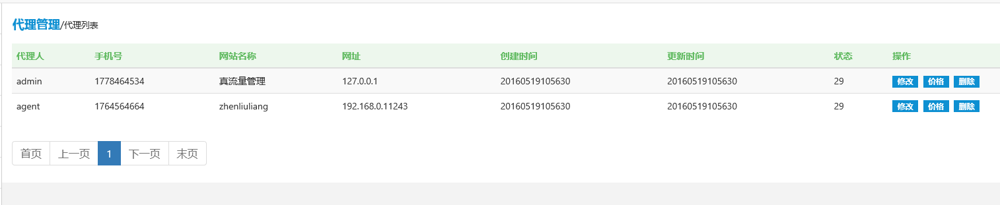 代理管理/代理列表
代理人 手机号 网站名称 网址 创建时间 更新时间 状态 操作
admin 1778464534 真流量管理 127.0.0.1 20160519105630 20160519105630 29 修改 价格 删除
agent 1764564664 zhenliuliang 192.168.0.11243 20160519105630 20160519105630 29 修改 价格 删除
首页 上一页 1 下一页 末页